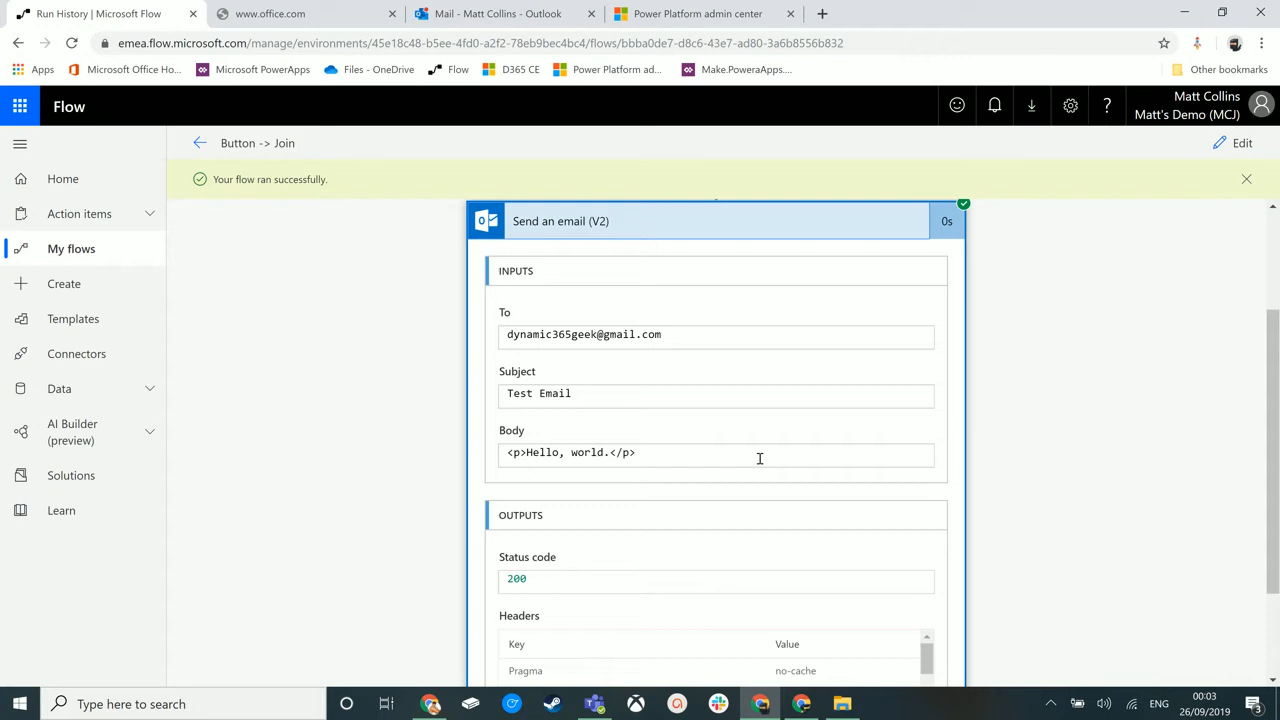 Run History | Microsoft Flow
www.office.com
Mail - Matt Collins - Outlook
Power Platform admin center
emea.flow.microsoft.com/manage/environments/45e18c48-b5ee-4fd0-a2f2-78eb9bec4bc4/flows/bbba0de7-d8c6-43e7-ad80-3a6b8556b832
Apps
Microsoft Office Ho...
Microsoft PowerApps
Files - OneDrive
Flow
D365 CE
Power Platform ad...
Make.PoweraApps....
Other bookmarks
Flow
Matt Collins
Matt's Demo (MCJ)
Button -> Join
Edit
Your flow ran successfully.
Home
Action items
My flows
Create
Templates
Connectors
Data
AI Builder
(preview)
Solutions
Learn
Send an email (V2)
0s
INPUTS
To
dynamic365geek@gmail.com
Subject
Test Email
Body
<p>Hello, world.</p>
OUTPUTS
Status code
200
Headers
Key
Value
Pragma
no-cache
Type here to search
ENG
00:03
26/09/2019
3